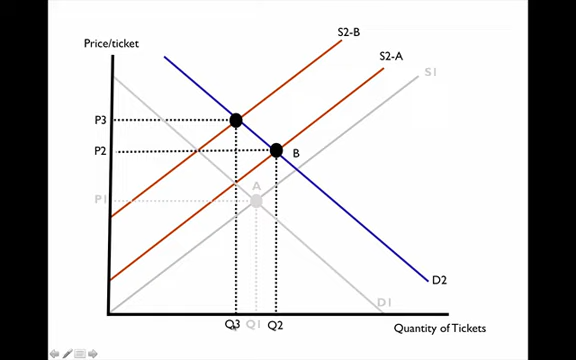 S2-B
Price/ticket
S2-A
S1
P3
P2
B
A
P1
D2
D1
Q3 Q1 Q2
Quantity of Tickets